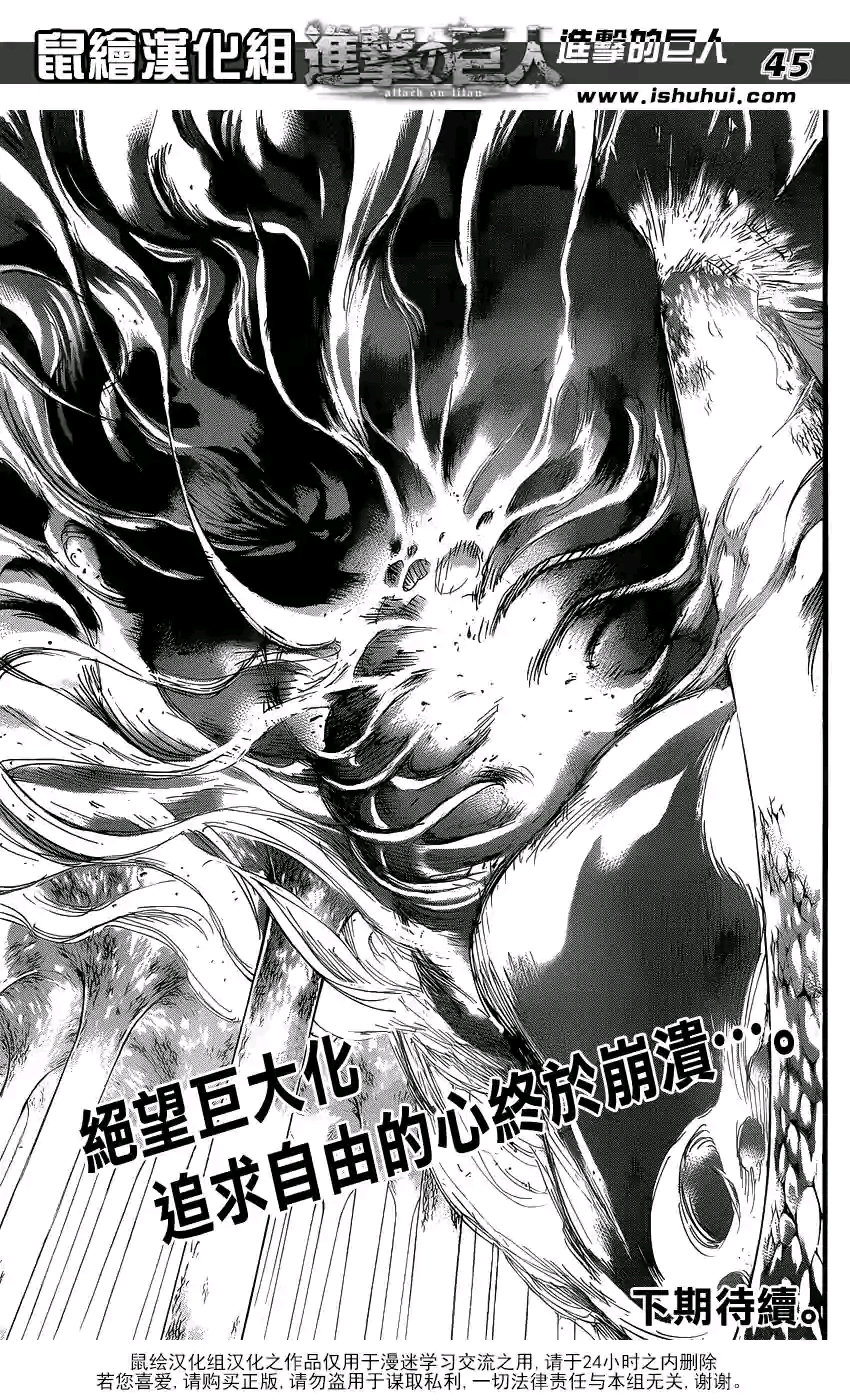 鼠繪漢化組
進撃の巨人
attack on titan
進擊的巨人
45
www.ishuhui.com
絕望巨大化
追求自由的心終於崩潰…。
下期待續。
鼠绘汉化组汉化之作品仅用于漫迷学习交流之用, 请于24小时之内删除
若您喜爱, 请购买正版, 请勿盗用于谋取私利, 一切法律责任与本组无关, 谢谢。